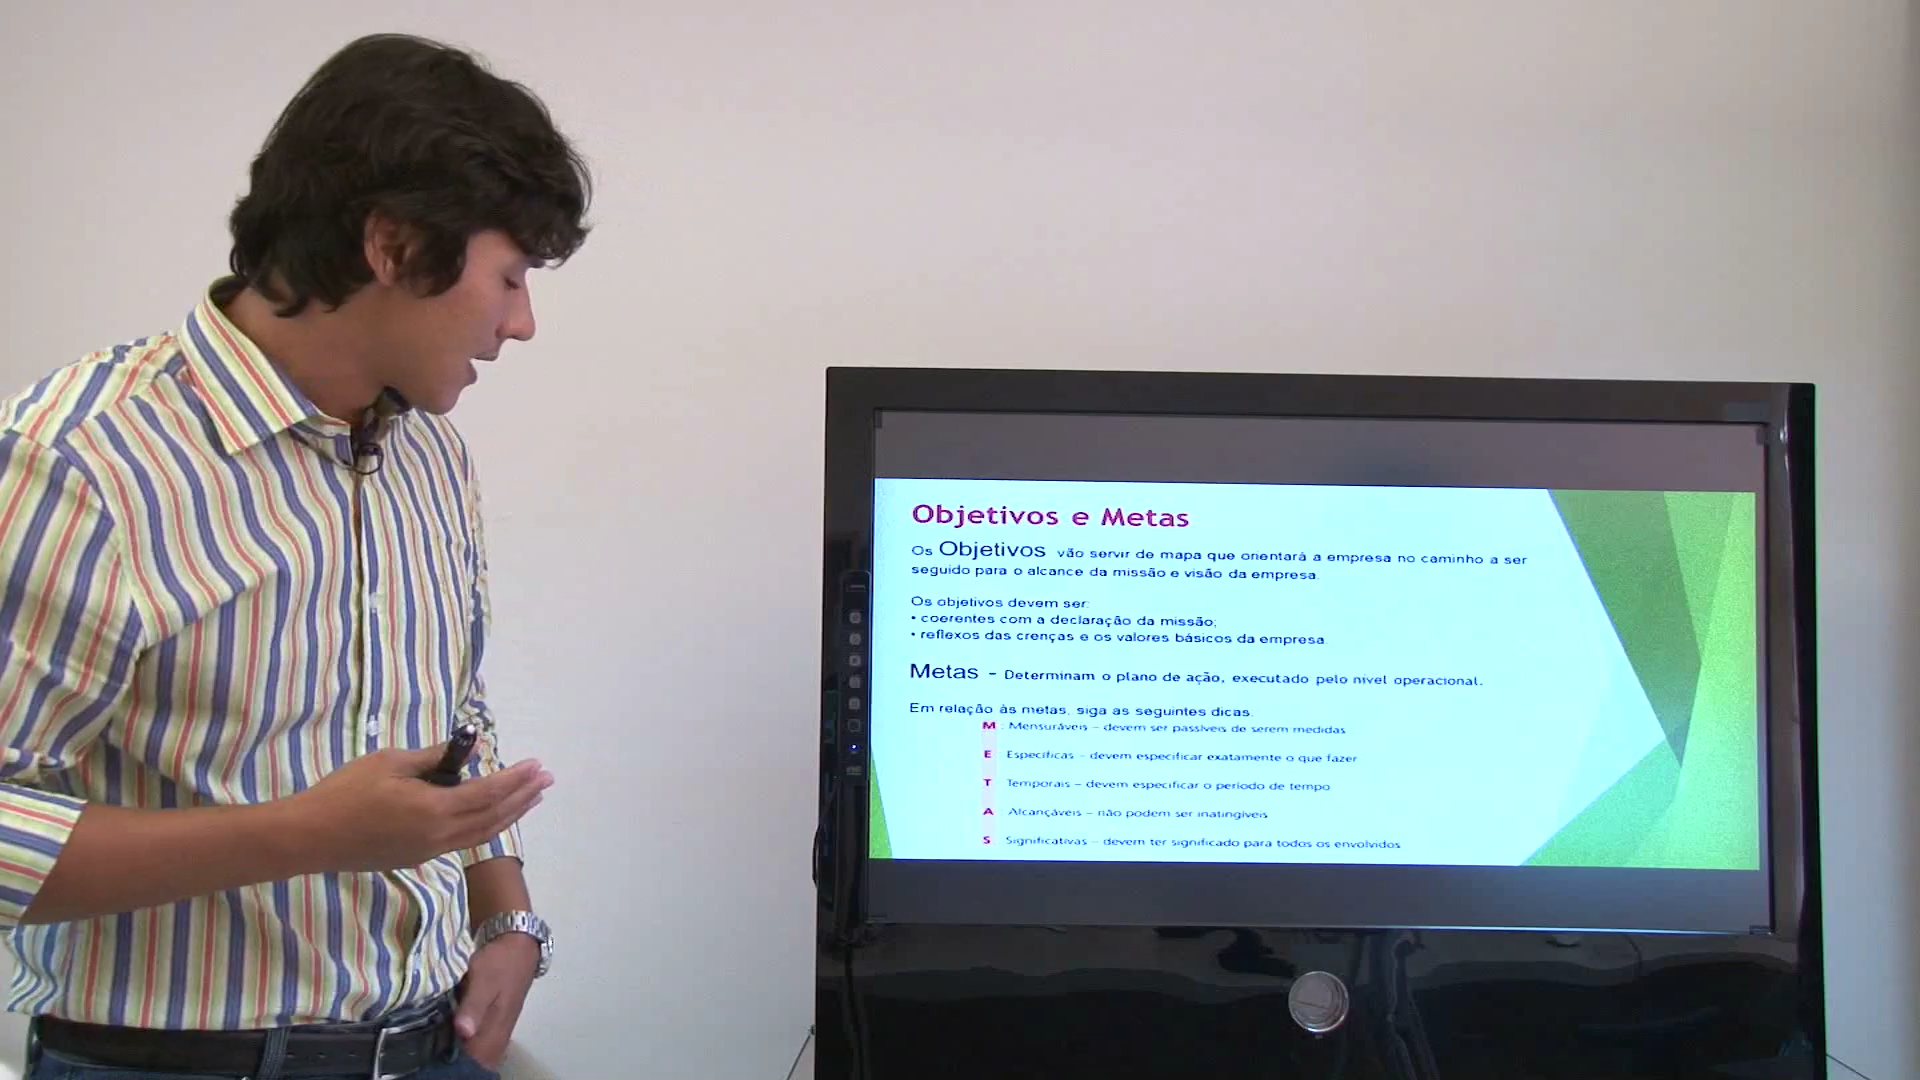 Objetivos e Metas
Os Objetivos vão servir de mapa que orientará a empresa no caminho a ser
seguido para o alcance da missão e visão da empresa.
Os objetivos devem ser:
• coerentes com a declaração da missão;
• reflexos das crenças e os valores básicos da empresa.
Metas - Determinam o plano de ação, executado pelo nível operacional.
Em relação às metas, siga as seguintes dicas.
M : Mensuráveis – devem ser passíveis de serem medidas
E Específicas – devem especificar exatamente o que fazer
T Temporais – devem especificar o período de tempo
A Alcançáveis – não podem ser inatingíveis
S Significativas – devem ter significado para todos os envolvidos